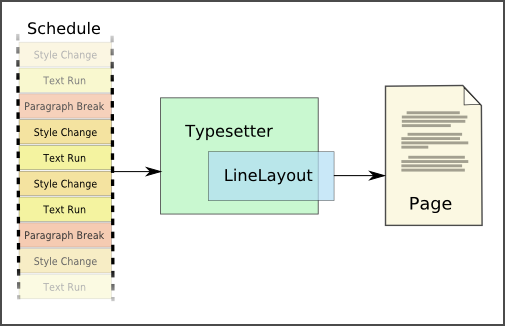 Schedule
Style Change
Text Run
Paragraph Break
Style Change
Text Run
Style Change
Text Run
Paragraph Break
Style Change
Text Run
Typesetter
LineLayout
Page